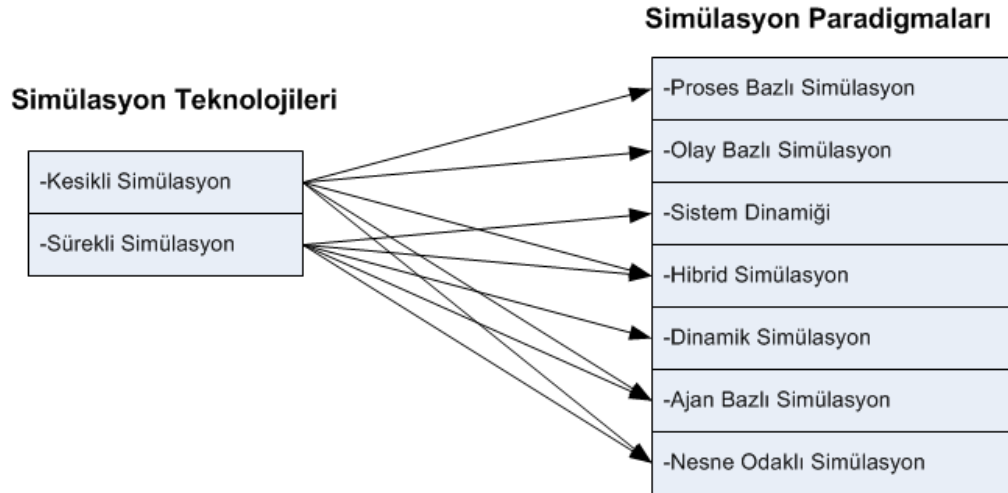 Simülasyon Teknolojileri
-Kesikli Simülasyon
-Sürekli Simülasyon
Simülasyon Paradigmaları
-Proses Bazlı Simülasyon
-Olay Bazlı Simülasyon
-Sistem Dinamiği
-Hibrid Simülasyon
-Dinamik Simülasyon
-Ajan Bazlı Simülasyon
-Nesne Odaklı Simülasyon